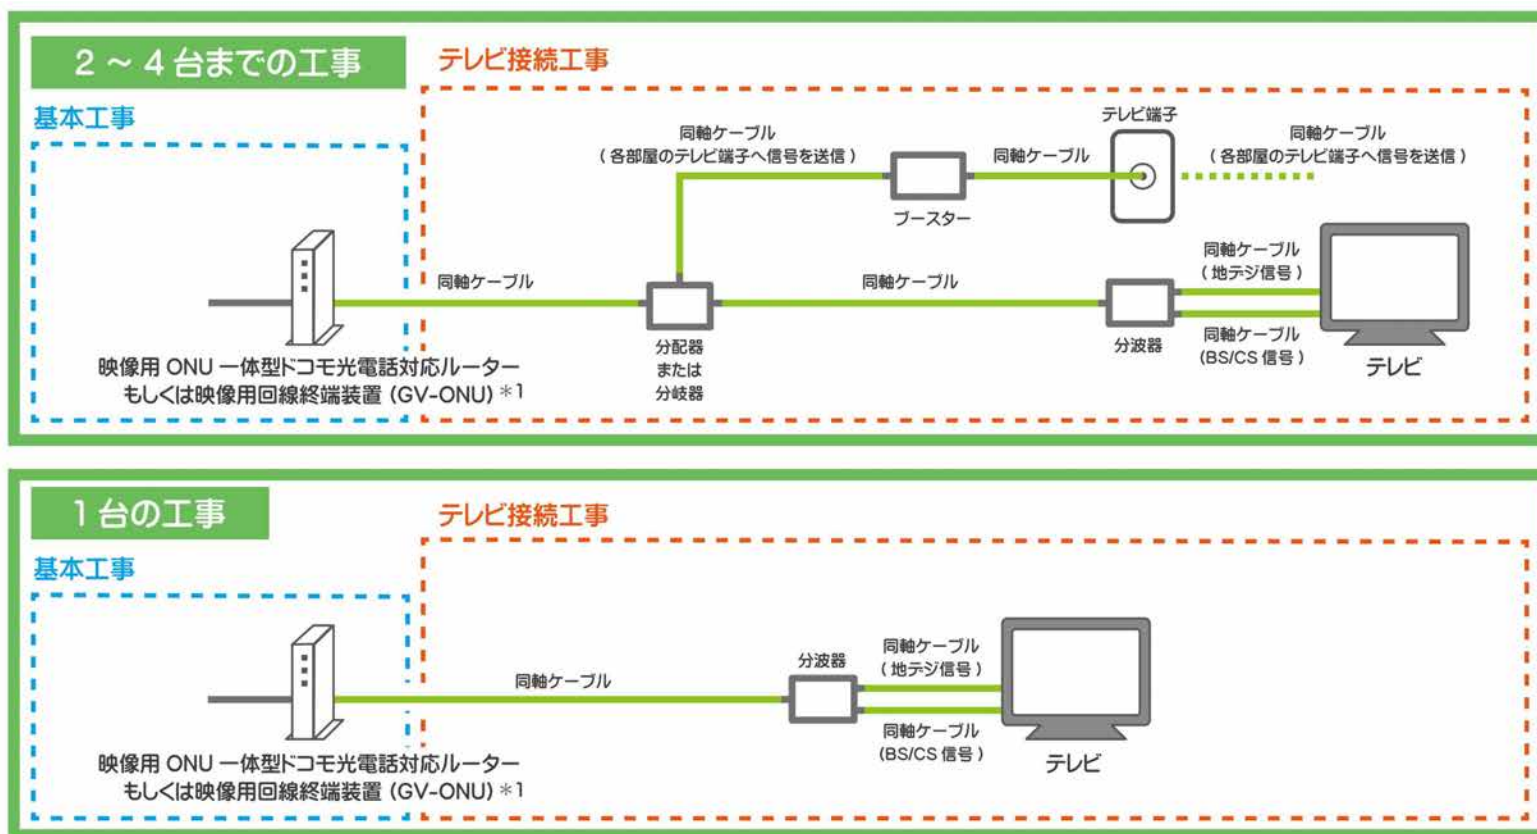 2～4台までの工事
テレビ接続工事
基本工事
同軸ケーブル
(各部屋のテレビ端子へ信号を送信)
ブースター
同軸ケーブル
テレビ端子
同軸ケーブル
(各部屋のテレビ端子へ信号を送信)
同軸ケーブル
分配器
または
分岐器
同軸ケーブル
分波器
同軸ケーブル
(地デジ信号)
同軸ケーブル
(BS/CS信号)
テレビ
映像用ONU一体型ドコモ光電話対応ルーター
もしくは映像用回線終端装置(GV-ONU)＊1
1台の工事
テレビ接続工事
基本工事
同軸ケーブル
分波器
同軸ケーブル
(地デジ信号)
同軸ケーブル
(BS/CS信号)
テレビ
映像用ONU一体型ドコモ光電話対応ルーター
もしくは映像用回線終端装置(GV-ONU)＊1